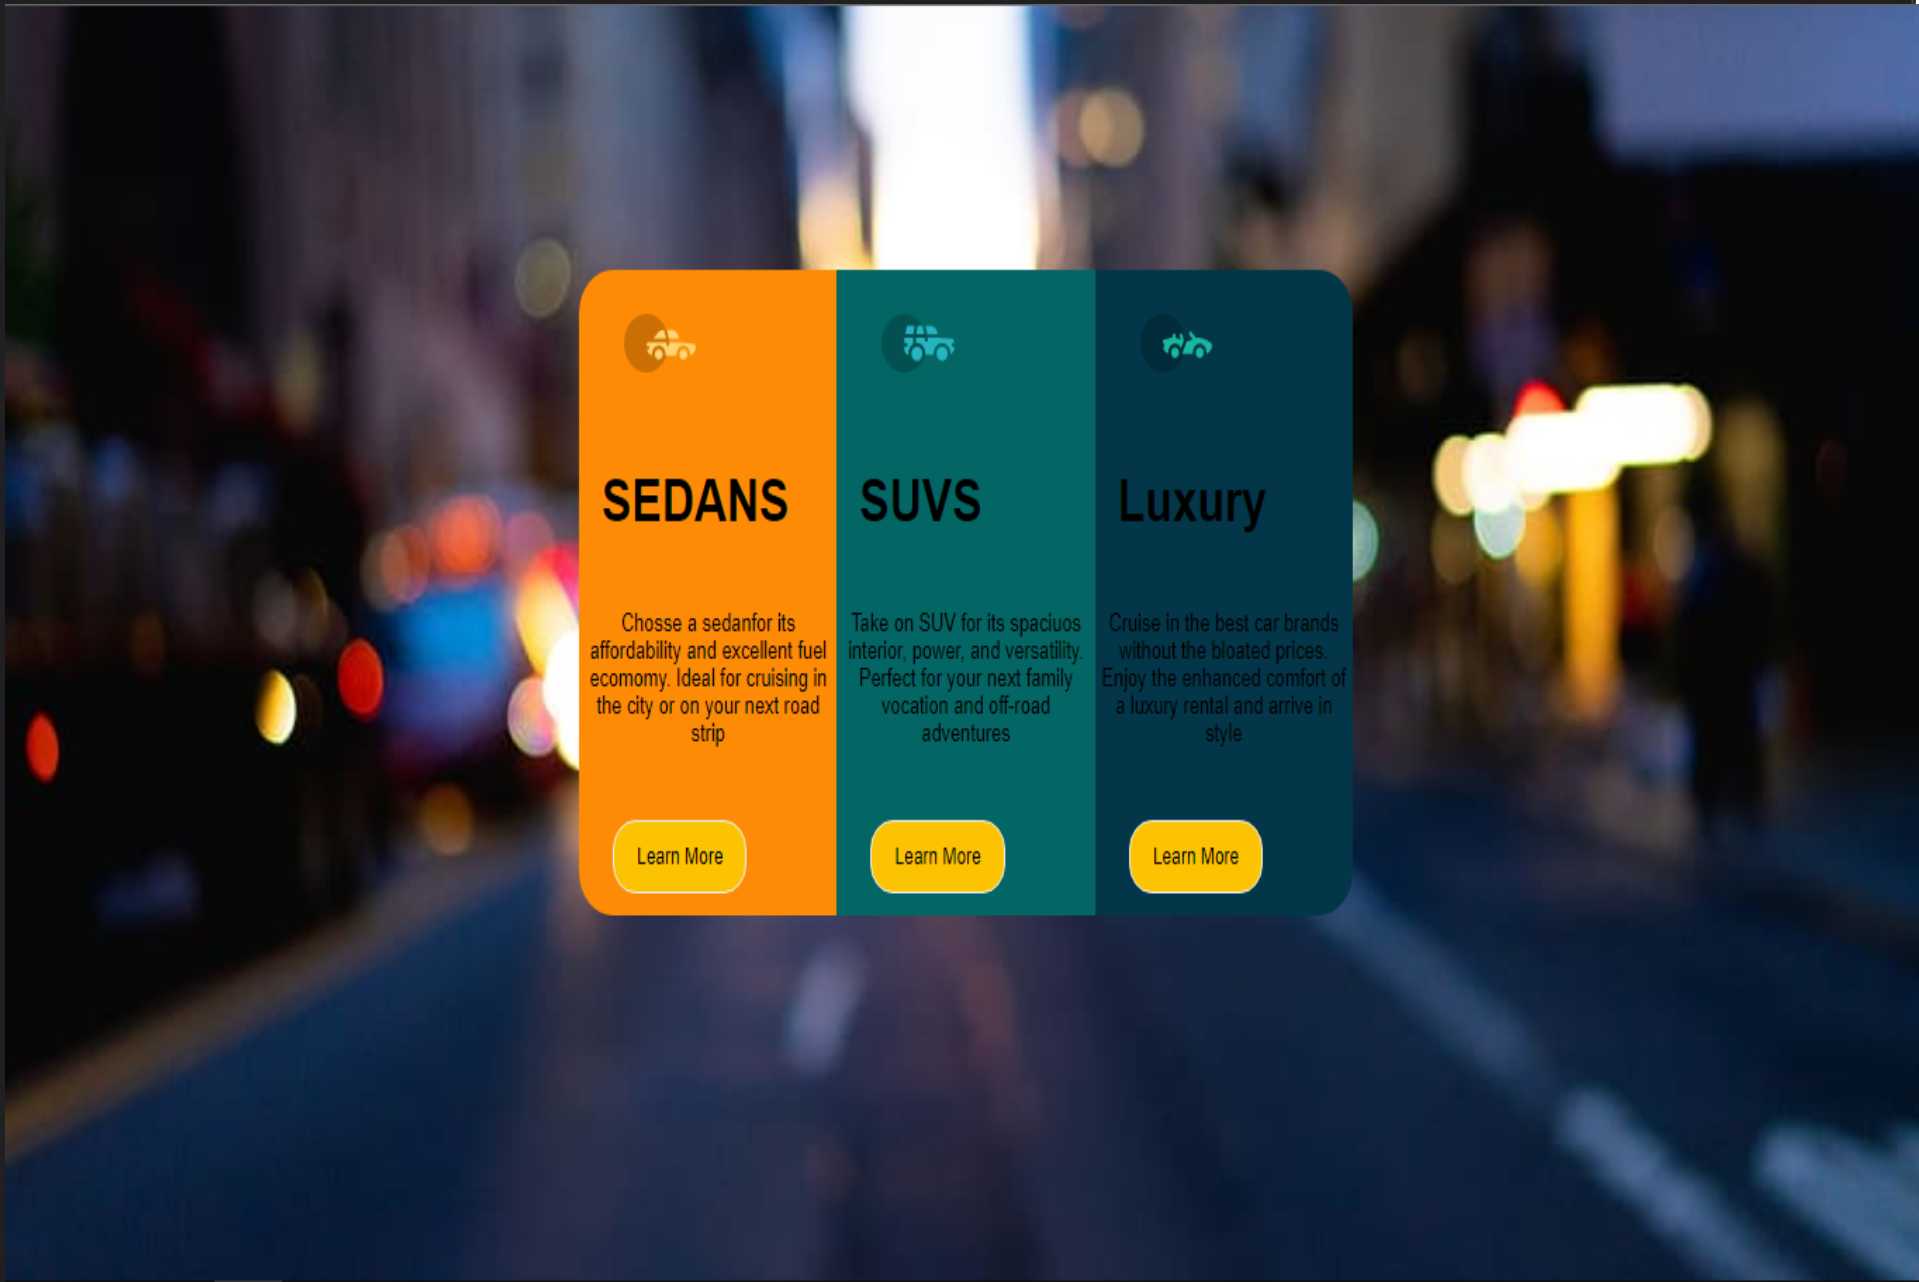 SEDANS
Chosse a sedanfor its
affordability and excellent fuel
ecomomy. Ideal for cruising in
the city or on your next road
strip
Learn More
SUVS
Take on SUV for its spaciuos
interior, power, and versatility.
Perfect for your next family
vocation and off-road
adventures
Learn More
Luxury
Cruise in the best car brands
without the bloated prices.
Enjoy the enhanced comfort of
a luxury rental and arrive in
style
Learn More